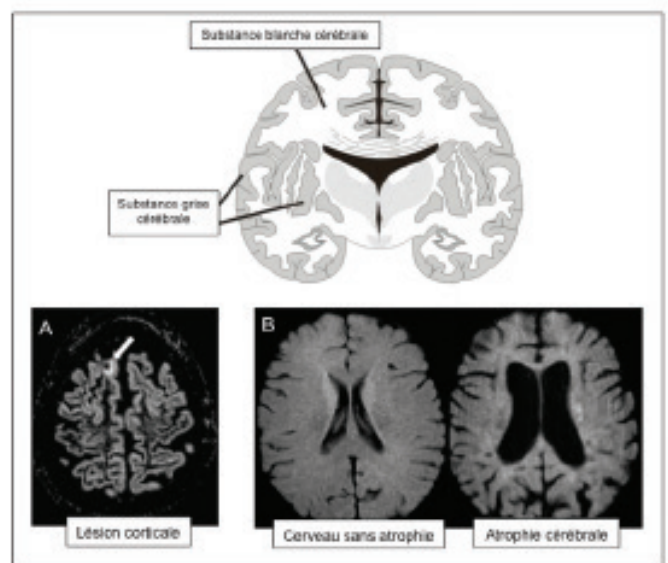 Substance blanche cérébrale
Substance grise
cérébrale
A
B
Lésion corticale
Cerveau sans atrophie
Atrophie cérébrale